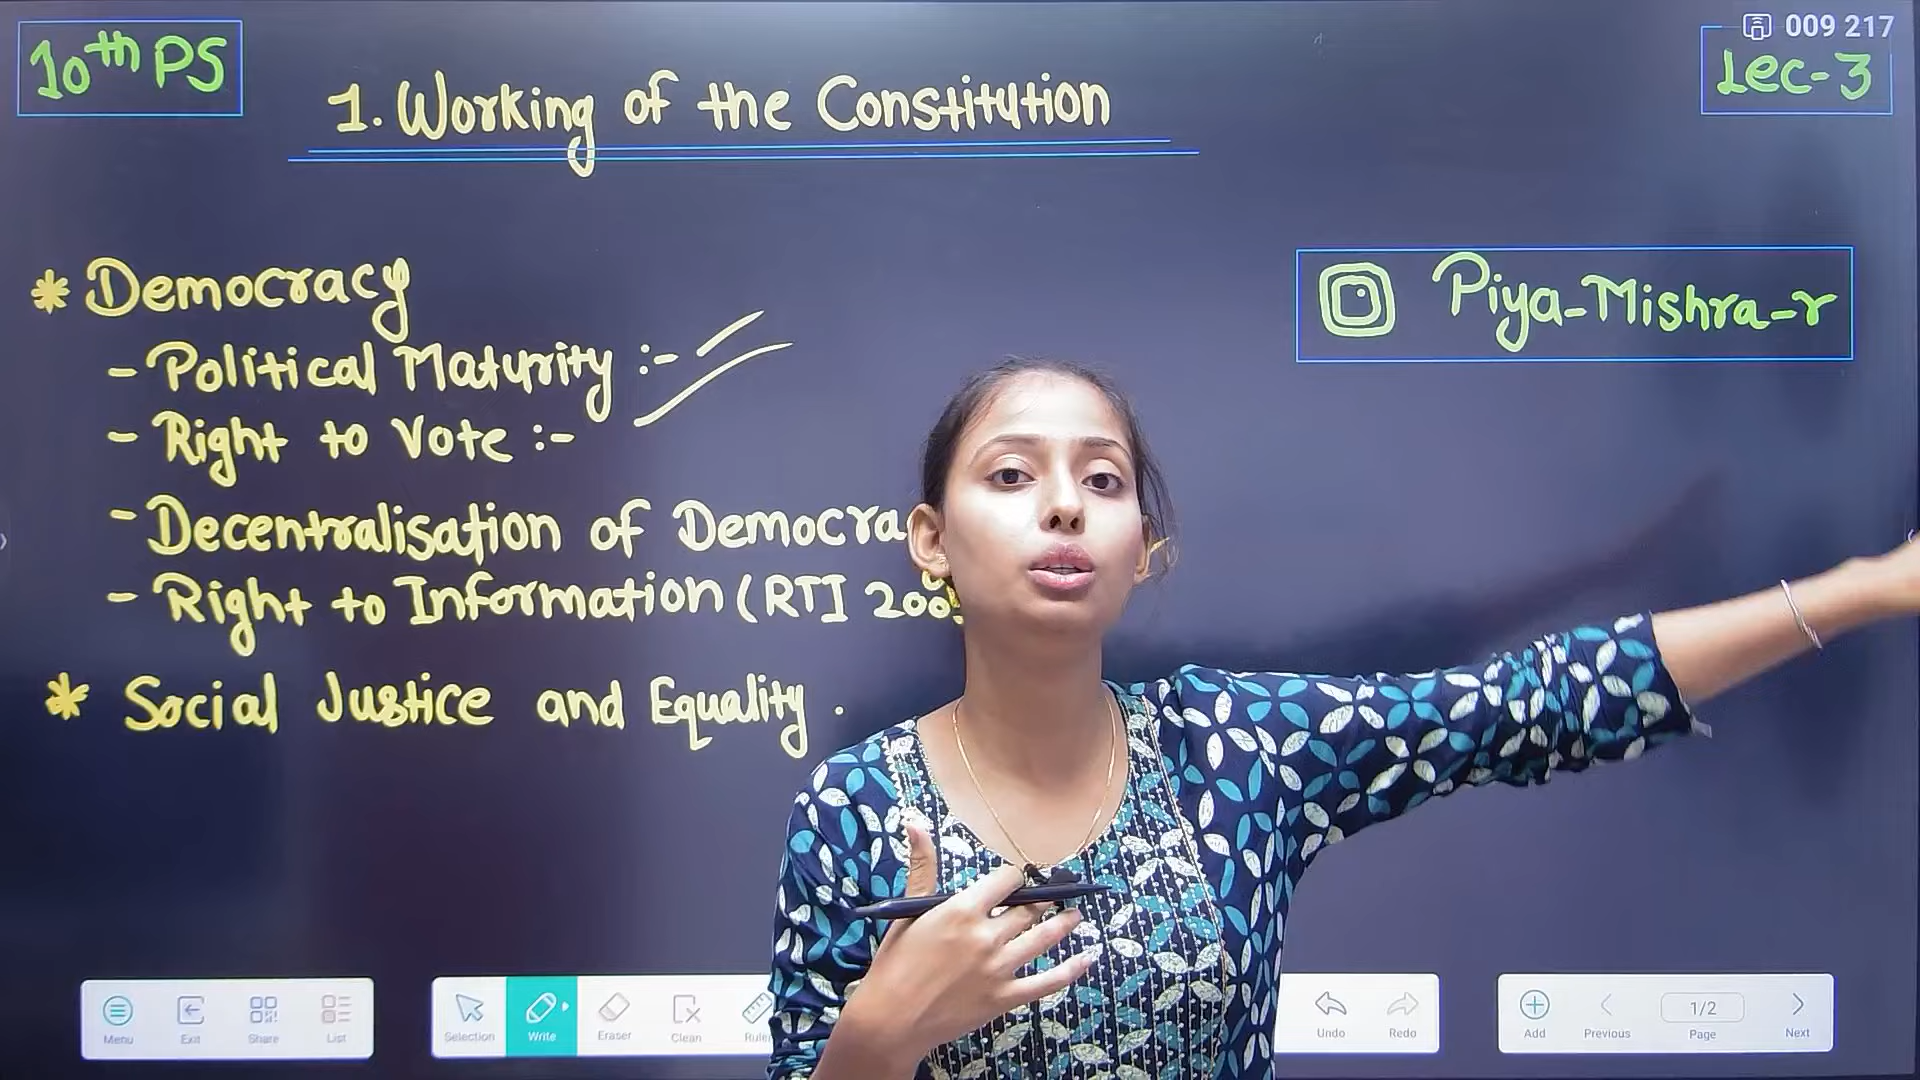 10th PS
009 217
Lec-3
1. Working of the Constitution
Piya-Mishra-r
* Democracy
- Political Maturity :-
- Right to Vote :-
- Decentralisation of
- Right to Information (RTI
* Social Justice and Equality.
Menu
Exit
Share
List
Selection
Write
Eraser
Clean
Undo
Redo
Add
Previous
1/2
Page
Next